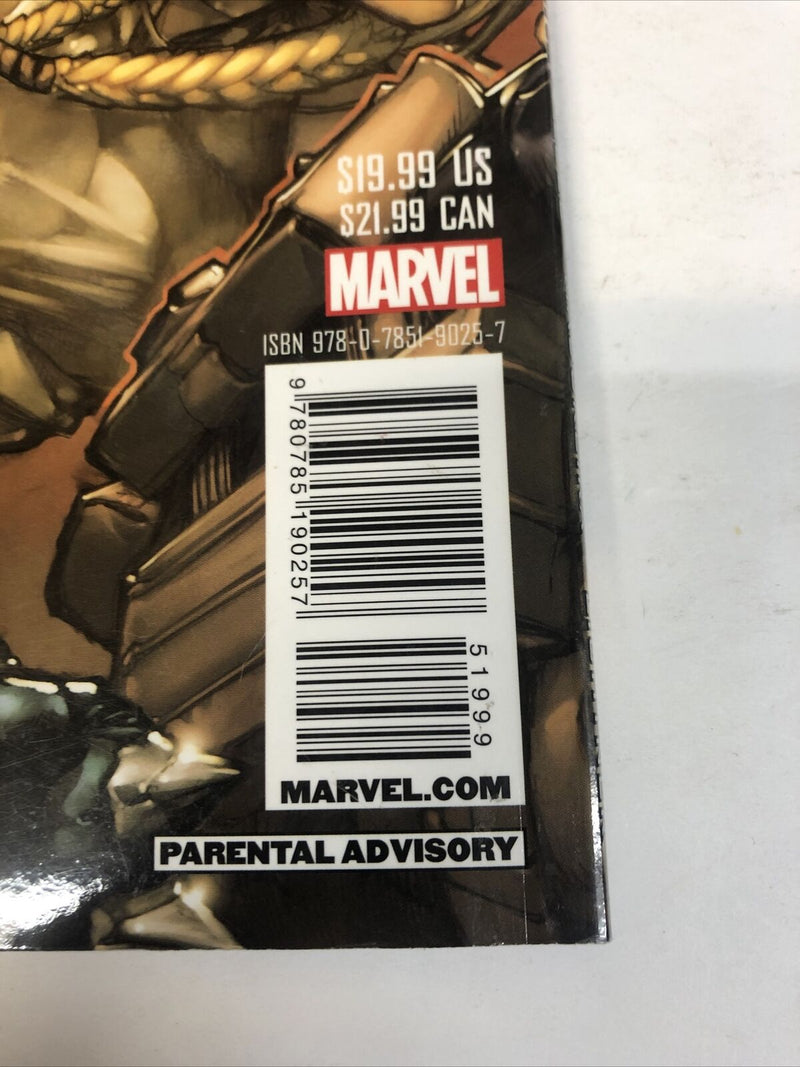 $19.99 US
$21.99 CAN
MARVEL
ISBN 978-0-7851-9025-7
9 780785 190257
51999
MARVEL.COM
PARENTAL ADVISORY